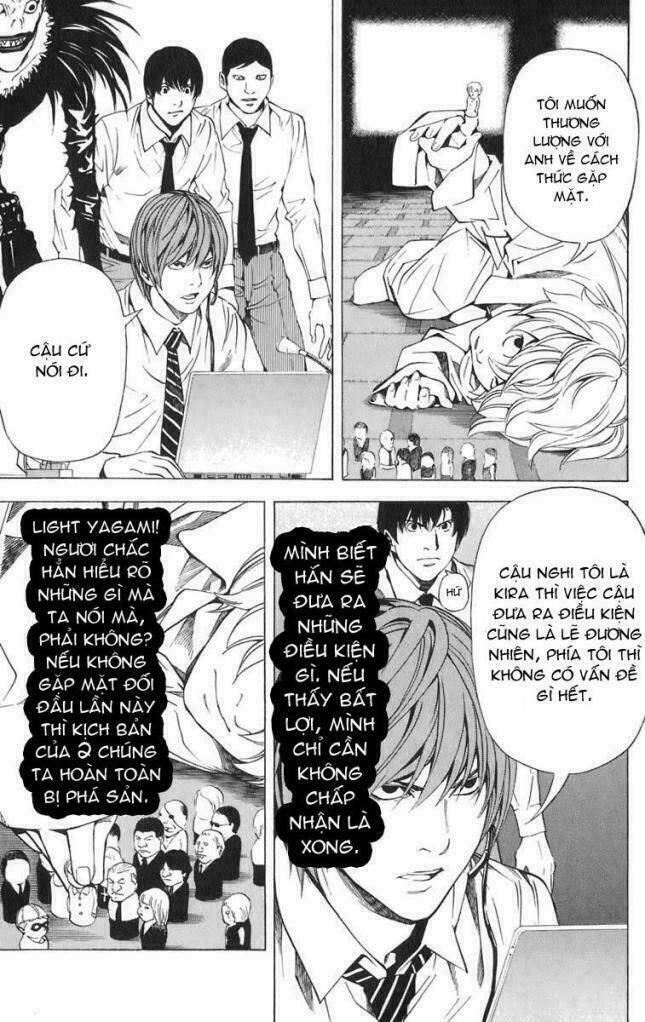 TÔI MUỐN
THƯƠNG
LƯỢNG VỚI
ANH VỀ CÁCH
THỨC GẶP
MẶT.
CẬU CỨ
NÓI ĐI.
CẬU NGHI TÔI LÀ
KIRA THÌ VIỆC CẬU
ĐƯA RA ĐIỀU KIỆN
CŨNG LÀ LẼ ĐƯƠNG
NHIÊN, PHÍA TÔI THÌ
KHÔNG CÓ VẤN ĐỀ
GÌ HẾT.
HỪ
MÌNH BIẾT
HẮN SẼ
ĐƯA RA
NHỮNG
ĐIỀU KIỆN
GÌ. NẾU
THẤY BẤT
LỢI, MÌNH
CHỈ CẦN
KHÔNG
CHẤP
NHẬN LÀ
XONG.
LIGHT YAGAMI!
NGƯƠI CHẮC
HẲN HIỂU RÕ
NHỮNG GÌ MÀ
TA NÓI MÀ,
PHẢI KHÔNG?
NẾU KHÔNG
GẶP MẶT ĐỐI
ĐẦU LẦN NÀY
THÌ KỊCH BẢN
CỦA 2 CHÚNG
TA HOÀN TOÀN
BỊ PHÁ SẢN.